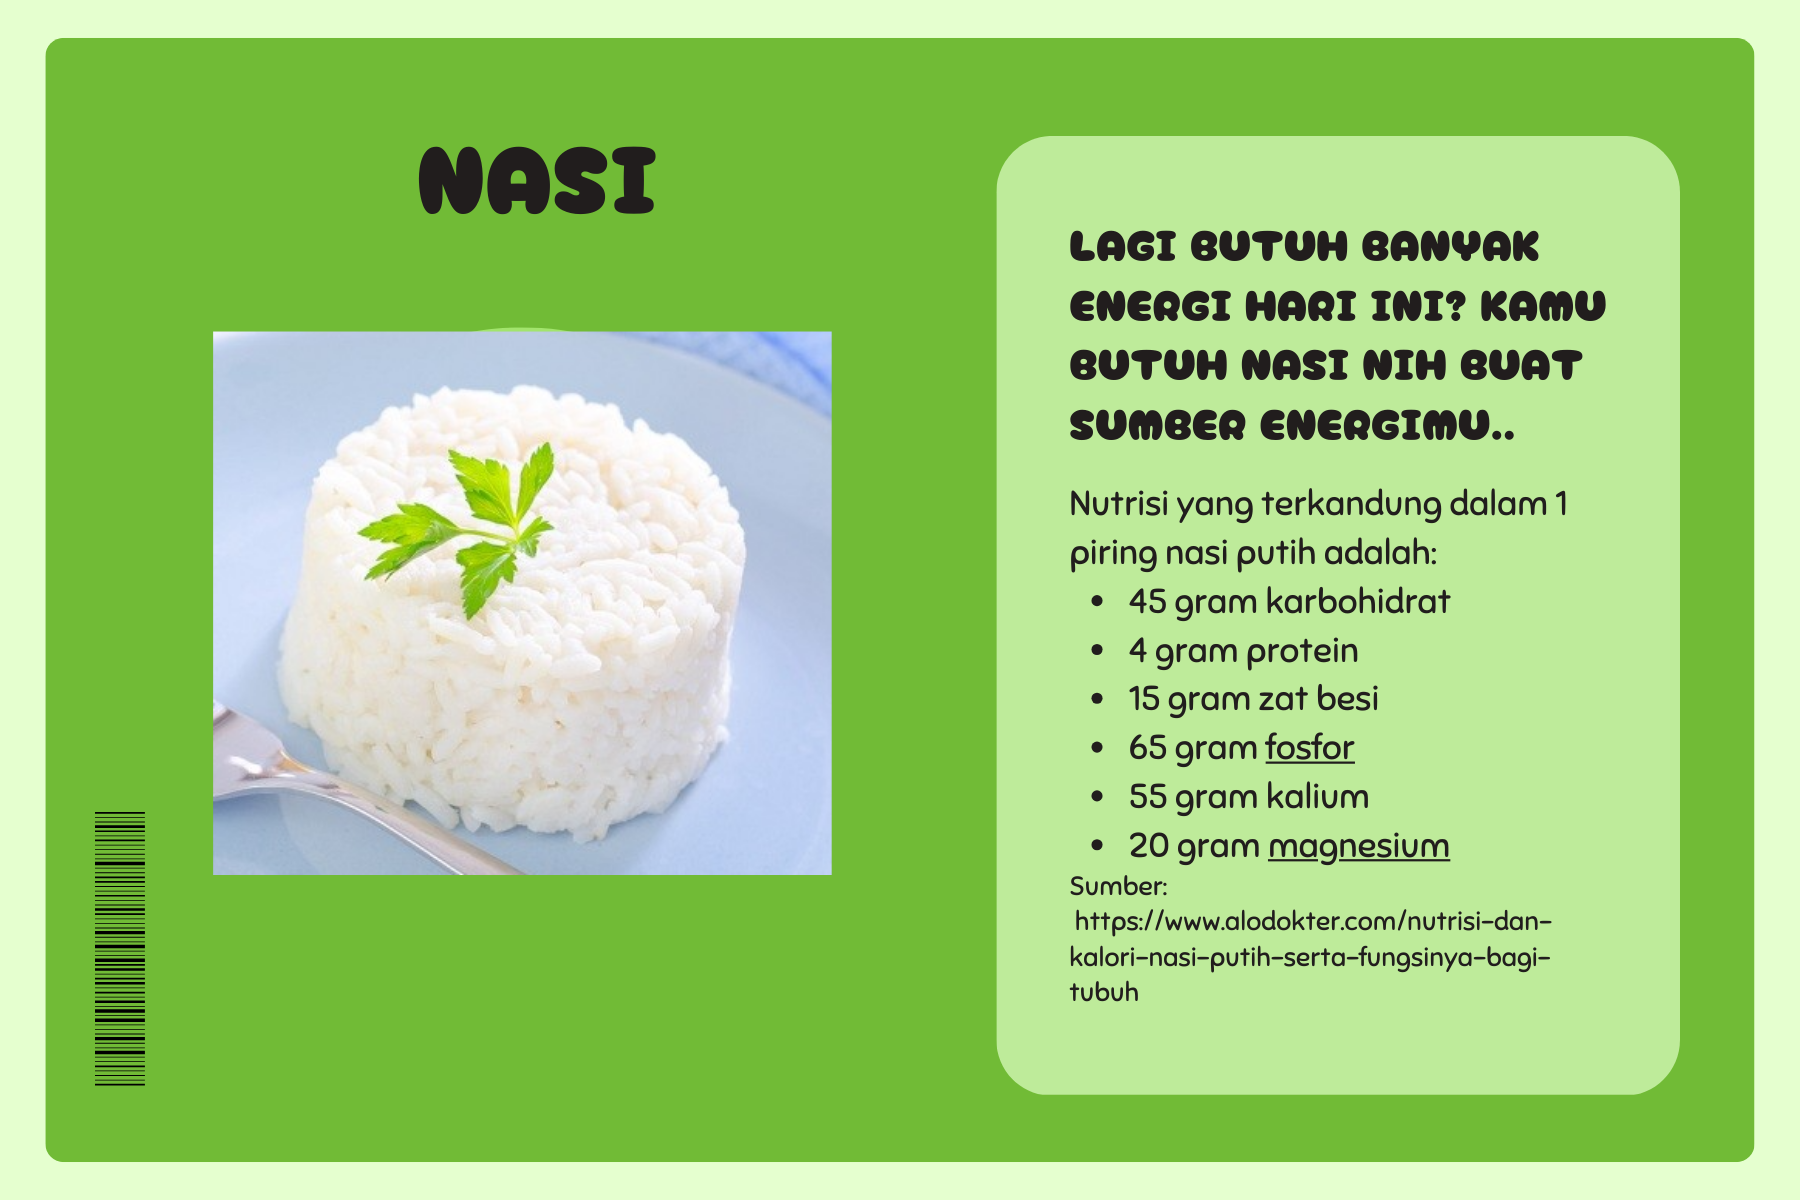 NASI
LAGI BUTUH BANYAK
ENERGI HARI INI? KAMU
BUTUH NASI NIH BUAT
SUMBER ENERGIMU..
Nutrisi yang terkandung dalam 1
piring nasi putih adalah:
• 45 gram karbohidrat
• 4 gram protein
• 15 gram zat besi
• 65 gram fosfor
• 55 gram kalium
• 20 gram magnesium
Sumber:
https://www.alodokter.com/nutrisi-dan-
kalori-nasi-putih-serta-fungsinya-bagi-
tubuh